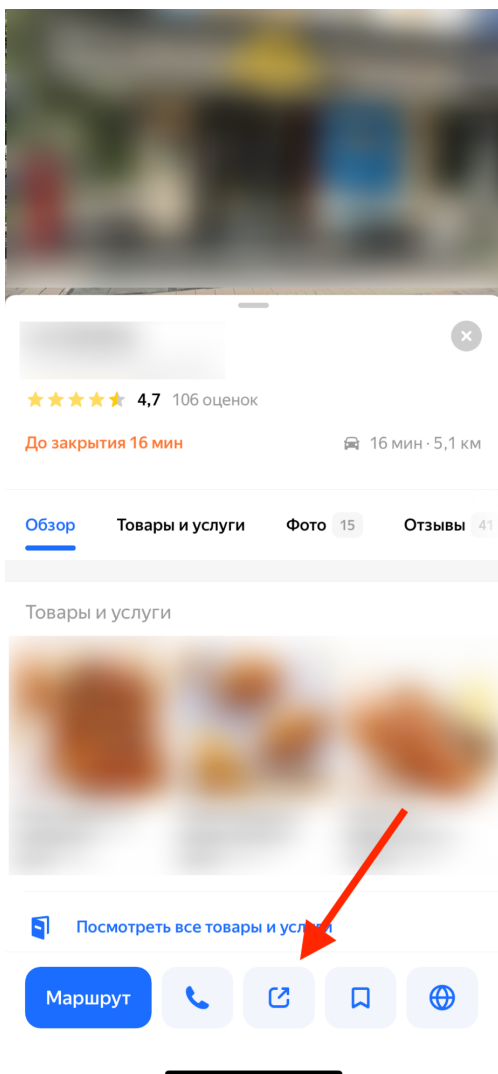 4,7 106 оценок
До закрытия 16 мин 16 мин · 5,1 км
Обзор Товары и услуги Фото 15 Отзывы 41
Товары и услуги
Посмотреть все товары и услуги
Маршрут